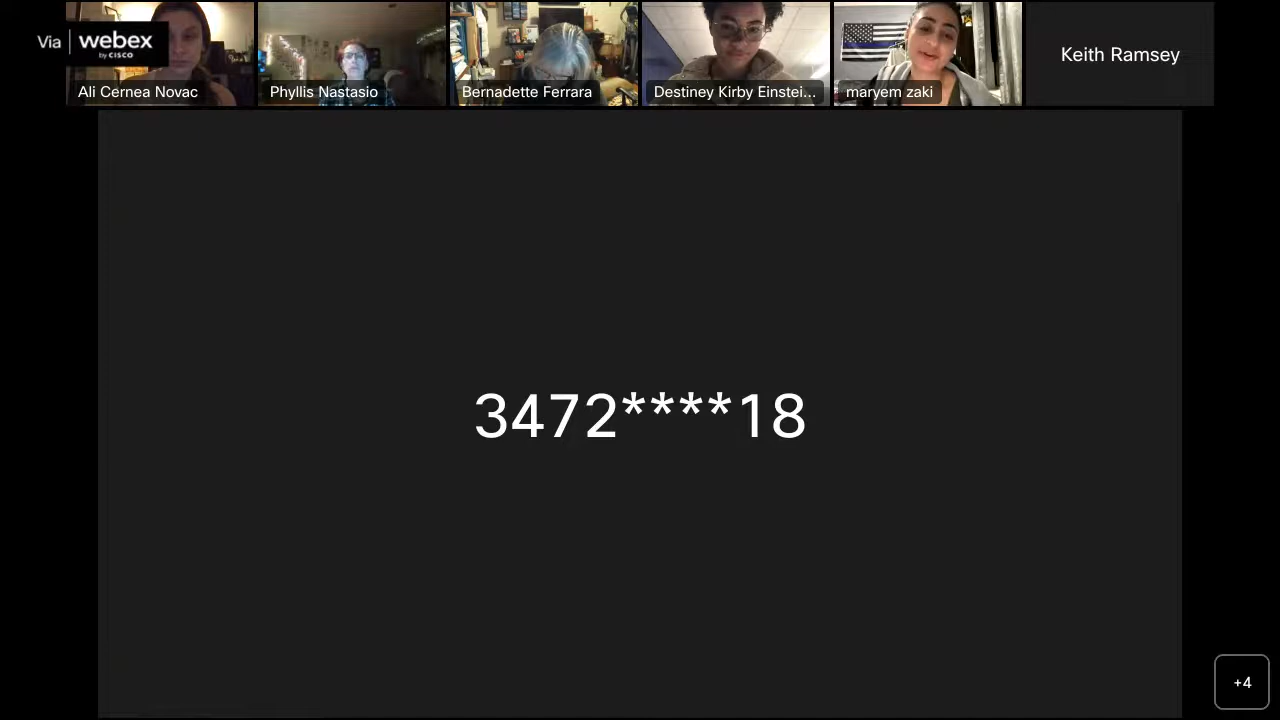 Via webex
by CISCO
Ali Cernea Novac
Phyllis Nastasio
Bernadette Ferrara
Destiney Kirby Einstei...
maryem zaki
Keith Ramsey
3472****18
+4